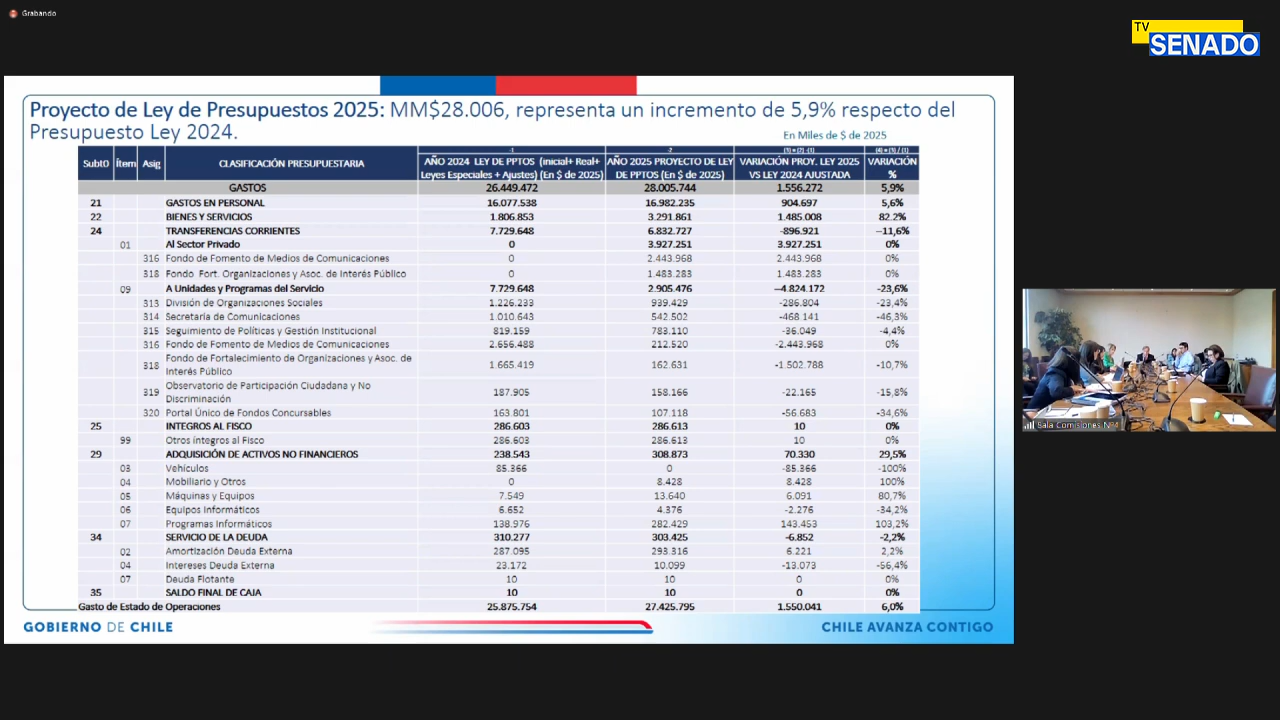 Grabando
TV
SENADO
Proyecto de Ley de Presupuestos 2025: MM$28.006, representa un incremento de 5,9% respecto del
Presupuesto Ley 2024.
En Miles de $ de 2025
-1 -2 (3) = (2) -(1) (4) = (3) / (1)
Subt0 Ítem Asig CLASIFICACIÓN PRESUPUESTARIA AÑO 2024 LEY DE PPTOS (inicial+ Real+ Leyes Especiales + Ajustes) (En $ de 2025) AÑO 2025 PROYECTO DE LEY DE PPTOS (En $ de 2025) VARIACIÓN PROY. LEY 2025 VS LEY 2024 AJUSTADA VARIACIÓN %
GASTOS 26.449.472 28.005.744 1.556.272 5,9%
21 GASTOS EN PERSONAL 16.077.538 16.982.235 904.697 5,6%
22 BIENES Y SERVICIOS 1.806.853 3.291.861 1.485.008 82.2%
24 TRANSFERENCIAS CORRIENTES 7.729.648 6.832.727 -896.921 –11,6%
01 Al Sector Privado 0 3.927.251 3.927.251 0%
316 Fondo de Fomento de Medios de Comunicaciones 0 2.443.968 2.443.968 0%
318 Fondo Fort. Organizaciones y Asoc. de Interés Público 0 1.483.283 1.483.283 0%
09 A Unidades y Programas del Servicio 7.729.648 2.905.476 –4.824.172 -23,6%
313 División de Organizaciones Sociales 1.226.233 939.429 -286.804 -23,4%
314 Secretaría de Comunicaciones 1.010.643 542.502 -468.141 -46,3%
315 Seguimiento de Políticas y Gestión Institucional 819.159 783.110 -36.049 -4,4%
316 Fondo de Fomento de Medios de Comunicaciones 2.656.488 212.520 -2.443.968 0%
318 Fondo de Fortalecimiento de Organizaciones y Asoc. de Interés Público 1.665.419 162.631 -1.502.788 -10,7%
319 Observatorio de Participación Ciudadana y No Discriminación 187.905 158.166 -22.165 -15,8%
320 Portal Único de Fondos Concursables 163.801 107.118 -56.683 -34,6%
25 INTEGROS AL FISCO 286.603 286.613 10 0%
99 Otros íntegros al Fisco 286.603 286.613 10 0%
29 ADQUISICIÓN DE ACTIVOS NO FINANCIEROS 238.543 308.873 70.330 29,5%
03 Vehículos 85.366 0 -85.366 -100%
04 Mobiliario y Otros 0 8.428 8.428 100%
05 Máquinas y Equipos 7.549 13.640 6.091 80,7%
06 Equipos Informáticos 6.652 4.376 -2.276 -34,2%
07 Programas Informáticos 138.976 282.429 143.453 103,2%
34 SERVICIO DE LA DEUDA 310.277 303.425 -6.852 -2,2%
02 Amortización Deuda Externa 287.095 293.316 6.221 2,2%
04 Intereses Deuda Externa 23.172 10.099 -13.073 -56,4%
07 Deuda Flotante 10 10 0 0%
35 SALDO FINAL DE CAJA 10 10 0 0%
Gasto de Estado de Operaciones 25.875.754 27.425.795 1.550.041 6,0%
GOBIERNO DE CHILE
CHILE AVANZA CONTIGO
Sala Comisiones N°4